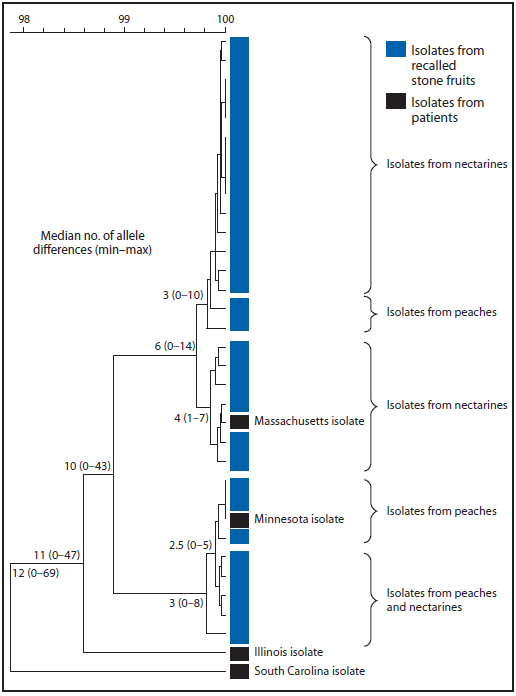 98 99 100
Isolates from
recalled
stone fruits
Isolates from
patients
Isolates from nectarines
Median no. of allele
differences (min–max)
3 (0–10)
Isolates from peaches
6 (0–14)
Isolates from nectarines
4 (1–7)
Massachusetts isolate
10 (0–43)
Isolates from peaches
Minnesota isolate
2.5 (0–5)
11 (0–47)
12 (0–69)
3 (0–8)
Isolates from peaches
and nectarines
Illinois isolate
South Carolina isolate